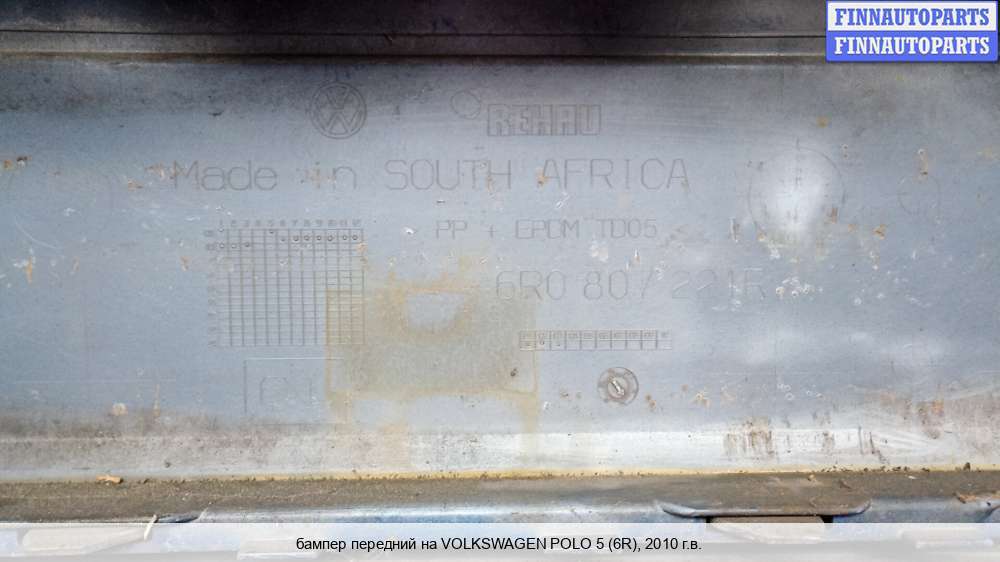 FINNAUTOPARTS
FINNAUTOPARTS
REHAU
Made in SOUTH AFRICA
PP + EPDM TD05
6R0 807 221
бампер передний на VOLKSWAGEN POLO 5 (6R), 2010 г.в.